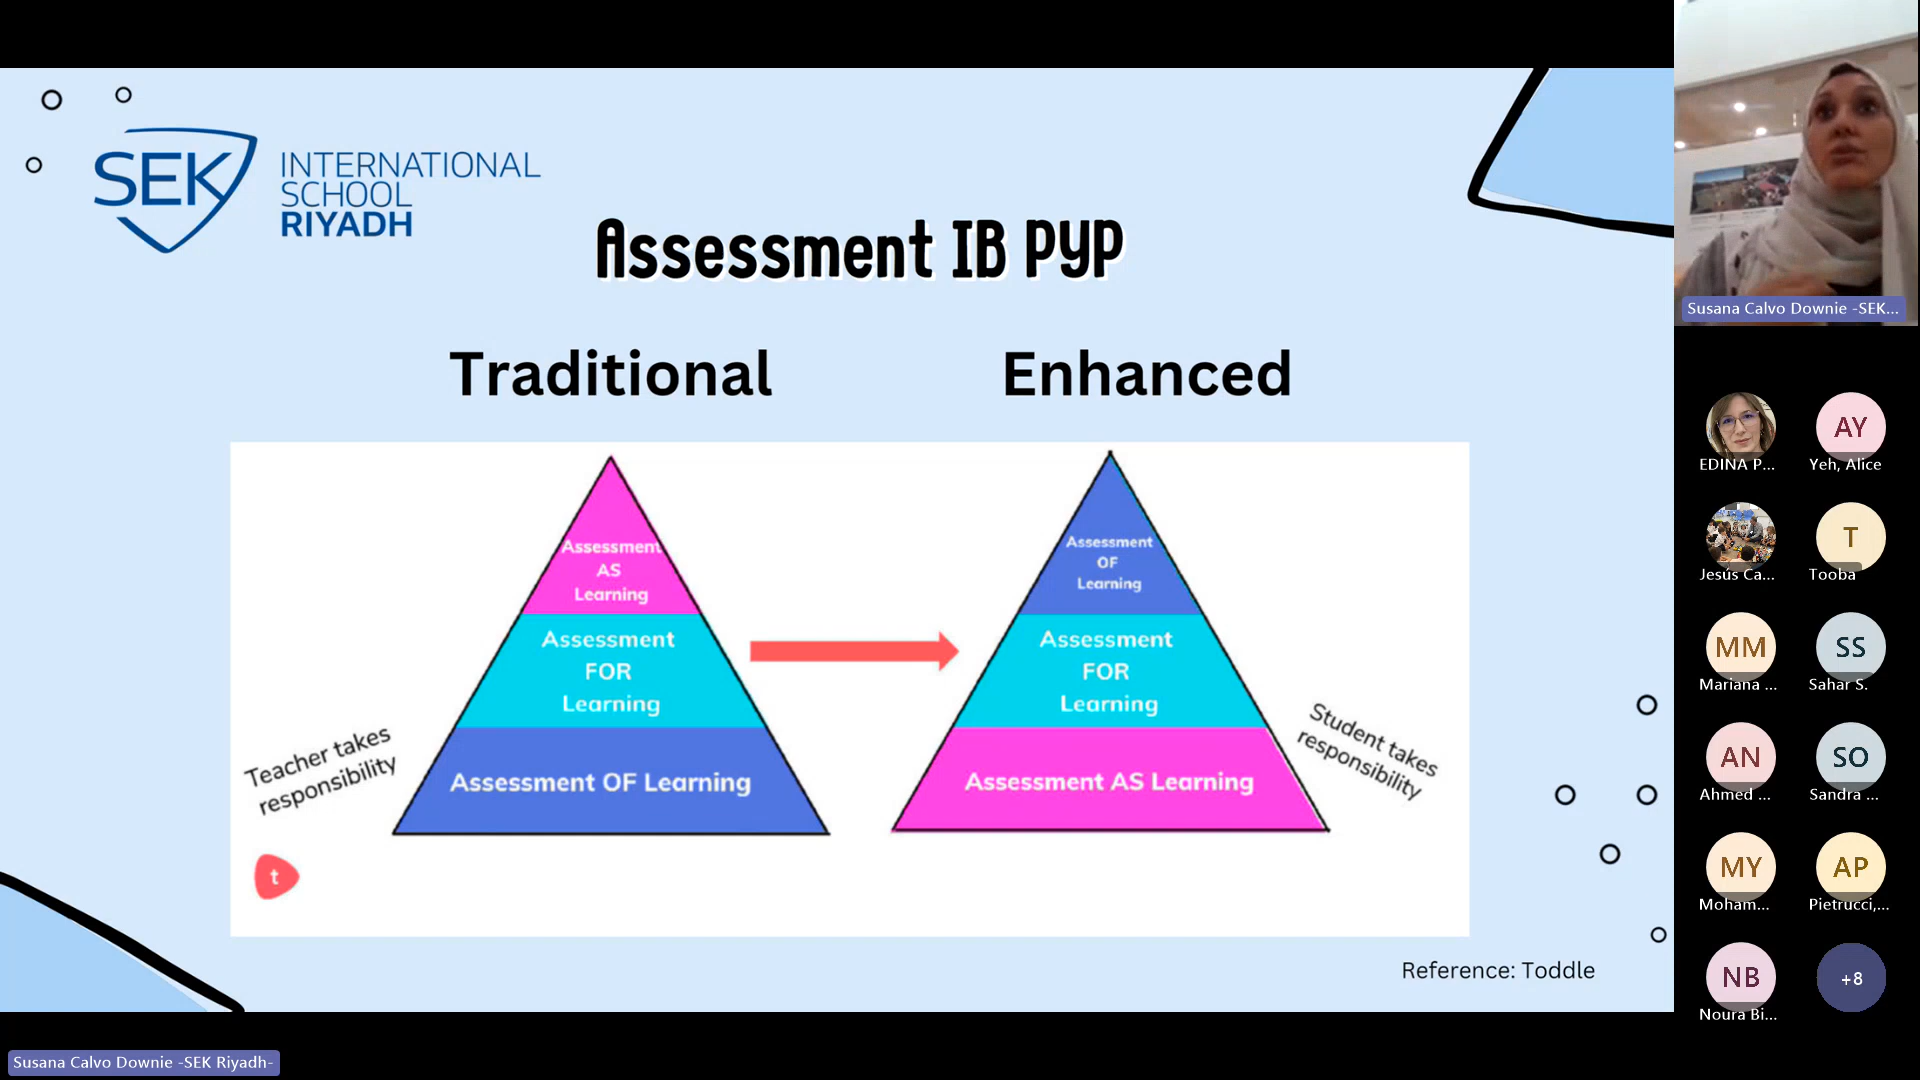 SEK
INTERNATIONAL
SCHOOL
RIYADH
Assessment IB PYP
Traditional
Enhanced
Assessment
AS
Learning
Assessment
FOR
Learning
Assessment OF Learning
Teacher takes
responsibility
t
Assessment
OF
Learning
Assessment
FOR
Learning
Assessment AS Learning
Student takes
responsibility
Reference: Toddle
Susana Calvo Downie -SEK...
EDINA P...
AY
Yeh, Alice
Jesús Ca...
T
Tooba
MM
Mariana ...
SS
Sahar S.
AN
Ahmed ...
SO
Sandra ...
MY
Moham...
AP
Pietrucci,...
NB
Noura Bi...
+8
Susana Calvo Downie -SEK Riyadh-